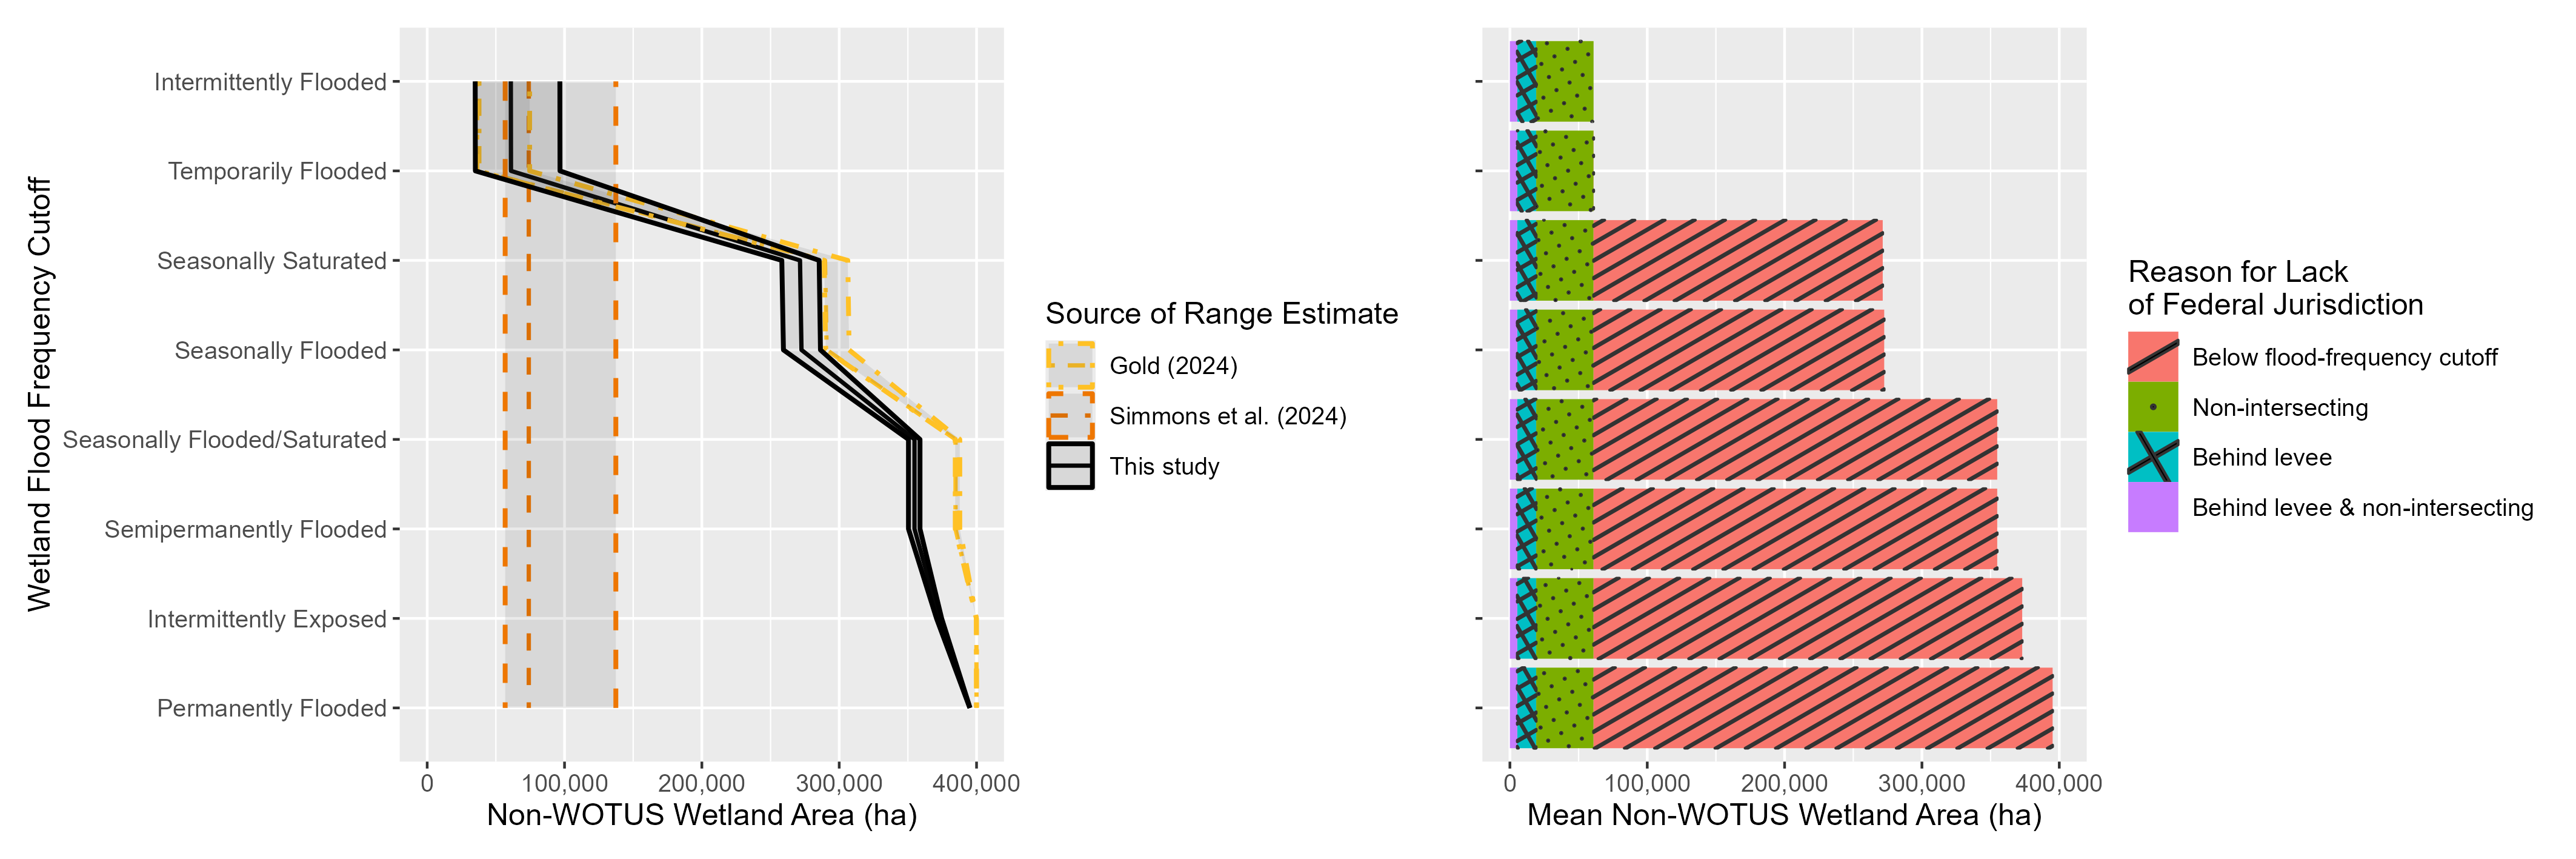 Wetland Flood Frequency Cutoff
Intermittently Flooded
Temporarily Flooded
Seasonally Saturated
Seasonally Flooded
Seasonally Flooded/Saturated
Semipermanently Flooded
Intermittently Exposed
Permanently Flooded
0
100,000
200,000
300,000
400,000
Non-WOTUS Wetland Area (ha)
Source of Range Estimate
Gold (2024)
Simmons et al. (2024)
This study
0
100,000
200,000
300,000
400,000
Mean Non-WOTUS Wetland Area (ha)
Reason for Lack
of Federal Jurisdiction
Below flood-frequency cutoff
Non-intersecting
Behind levee
Behind levee & non-intersecting